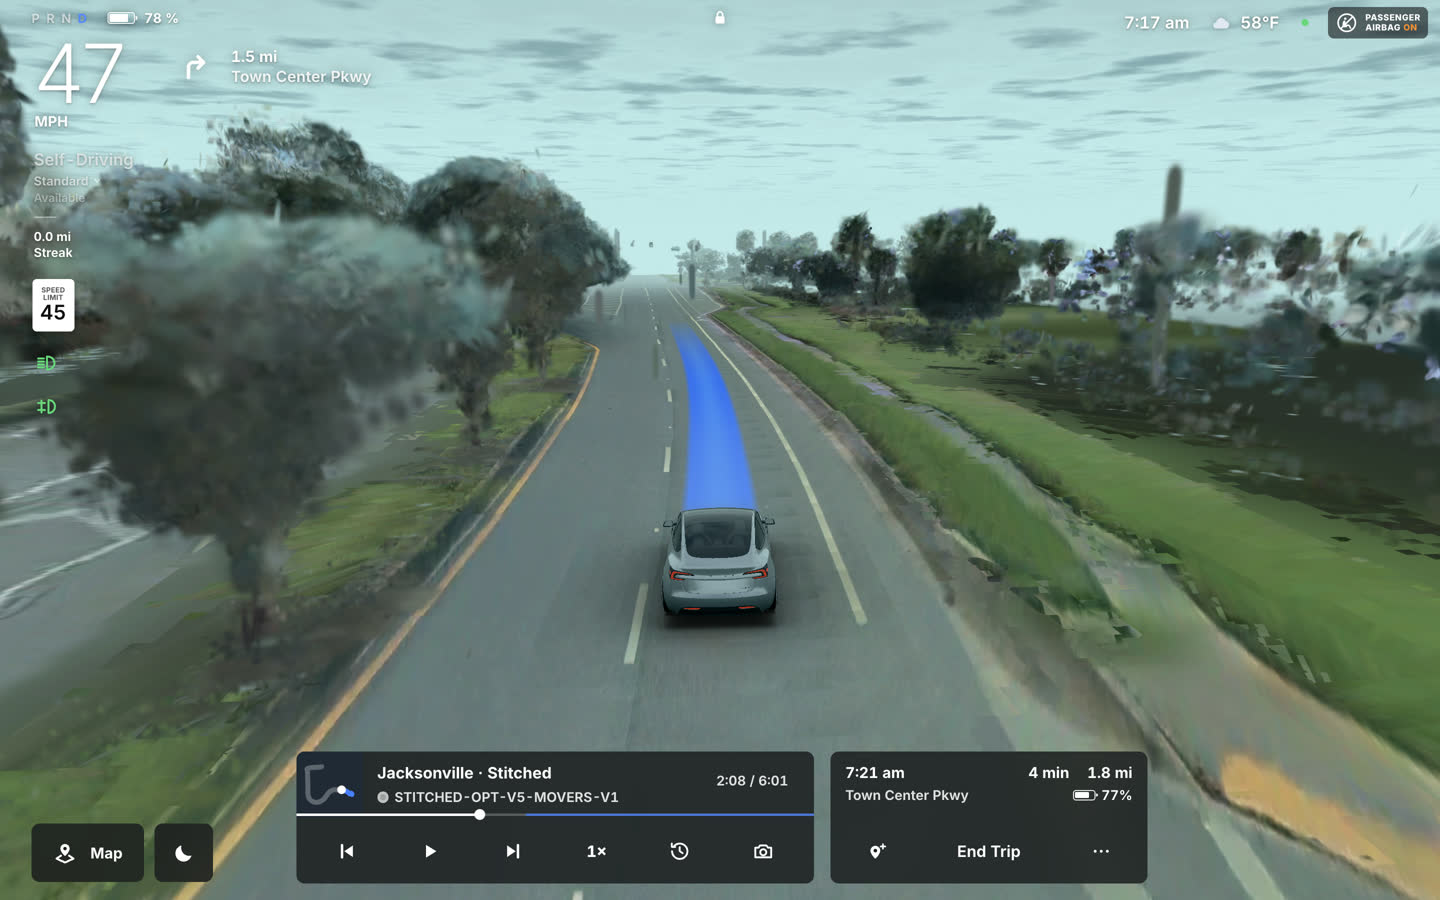 P R N D 78 %
7:17 am 58°F
PASSENGER
AIRBAG ON
47
MPH
1.5 mi
Town Center Pkwy
Self-Driving
Standard
Available
0.0 mi
Streak
SPEED
LIMIT
45
Jacksonville · Stitched
STITCHED-OPT-V5-MOVERS-V1
2:08 / 6:01
1×
7:21 am 4 min 1.8 mi
Town Center Pkwy 77%
End Trip
Map